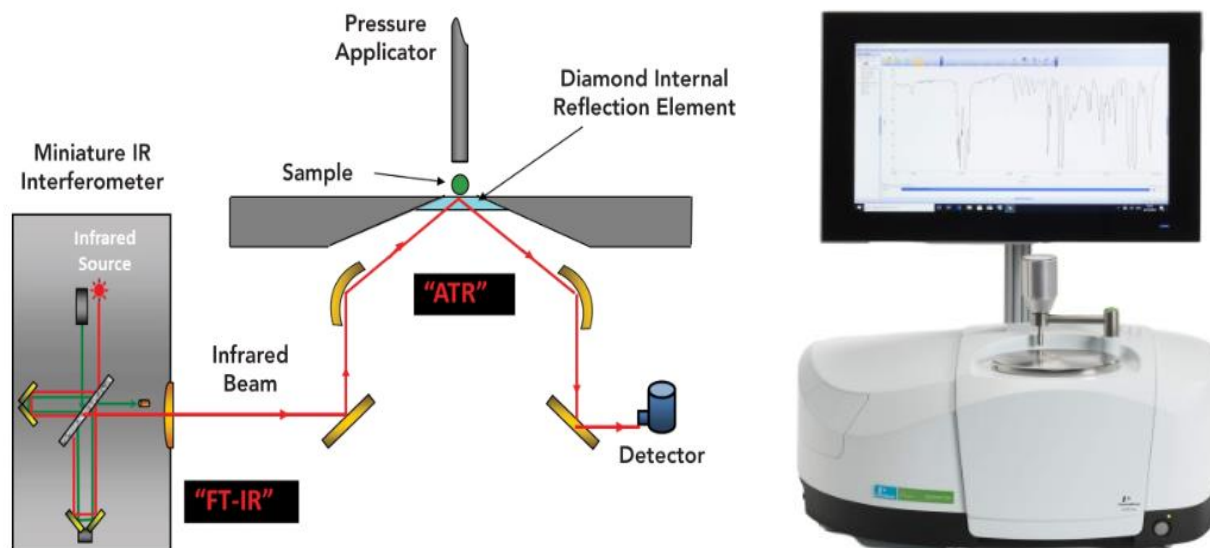 Pressure
Applicator
Diamond Internal
Reflection Element
Miniature IR
Interferometer
Sample
Infrared
Source
"ATR"
Infrared
Beam
Detector
"FT-IR"